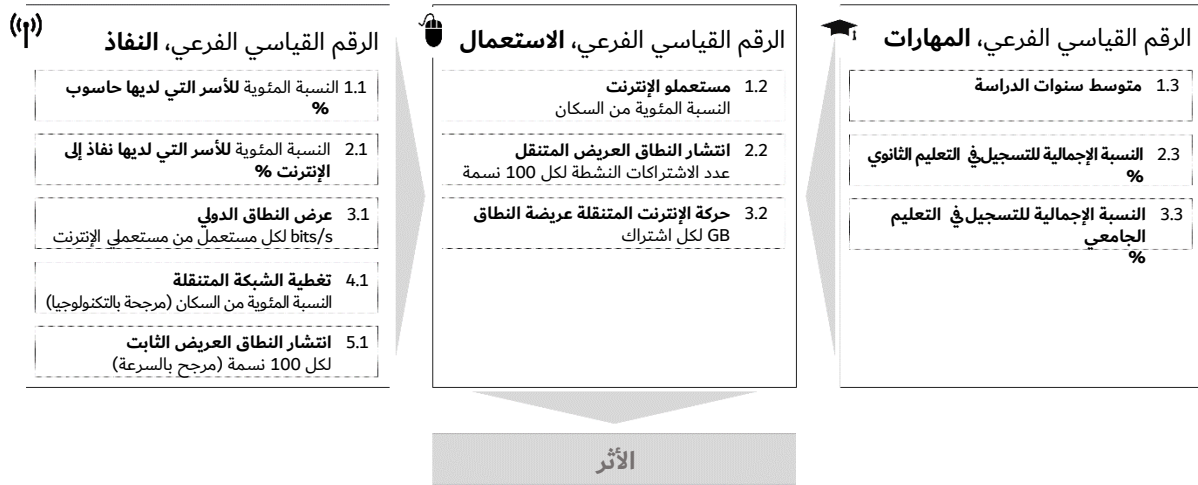 الرقم القياسي الفرعي، المهارات
1.3 متوسط سنوات الدراسة
2.3 النسبة الإجمالية للتسجيل في التعليم الثانوي
%
3.3 النسبة الإجمالية للتسجيل في التعليم
الجامعي
%
الرقم القياسي الفرعي، الاستعمال
1.2 مستعملو الإنترنت
النسبة المئوية من السكان
2.2 انتشار النطاق العريض المتنقل
عدد الاشتراكات النشطة لكل 100 نسمة
3.2 حركة الإنترنت المتنقلة عريضة النطاق
GB لكل اشتراك
الرقم القياسي الفرعي، النفاذ
1.1 النسبة المئوية للأسر التي لديها حاسوب
%
2.1 النسبة المئوية للأسر التي لديها نفاذ إلى
الإنترنت %
3.1 عرض النطاق الدولي
bits/s لكل مستعمل من مستعملي الإنترنت
4.1 تغطية الشبكة المتنقلة
النسبة المئوية من السكان (مرجحة بالتكنولوجيا)
5.1 انتشار النطاق العريض الثابت
لكل 100 نسمة (مرجح بالسرعة)
الأثر